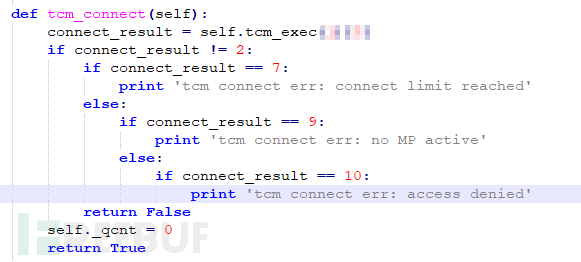 def tcm_connect(self):
    connect_result = self.tcm_exec
    if connect_result != 2:
        if connect_result == 7:
            print 'tcm connect err: connect limit reached'
        else:
            if connect_result == 9:
                print 'tcm connect err: no MP active'
            else:
                if connect_result == 10:
                    print 'tcm connect err: access denied'
        return False
    self._qcnt = 0
    return True